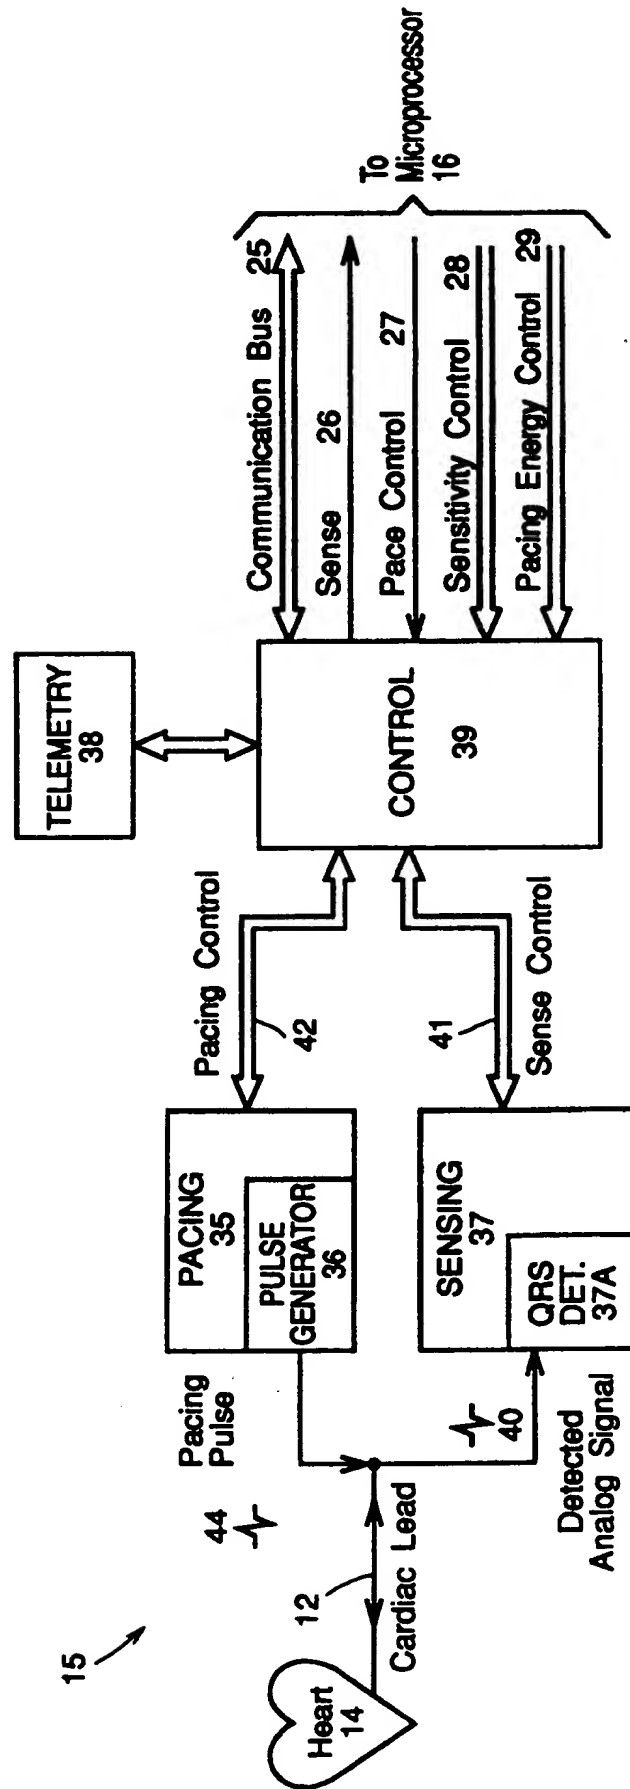 15
Heart
14
12
Cardiac Lead
44
Pacing
Pulse
40
Detected
Analog Signal
PACING
35
PULSE
GENERATOR
36
SENSING
37
QRS
DET.
37A
Pacing Control
42
41
Sense Control
TELEMETRY
38
CONTROL
39
Communication Bus 25
Sense 26
Pace Control 27
Sensitivity Control 28
Pacing Energy Control 29
To
Microprocessor
16